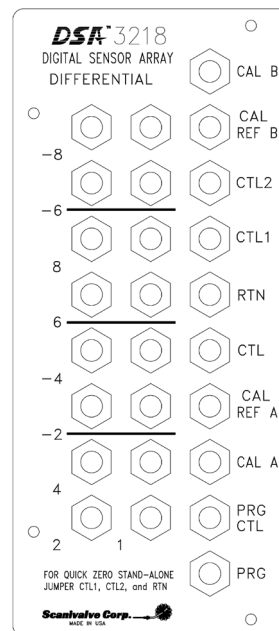 DSA™ 3218
DIGITAL SENSOR ARRAY
DIFFERENTIAL
CAL B
CAL
REF B
-8
CTL2
-6
CTL1
8
RTN
6
CTL
-4
CAL
REF A
-2
CAL A
4
PRG
CTL
2 1
FOR QUICK ZERO STAND-ALONE
JUMPER CTL1, CTL2, and RTN
PRG
Scanivalve Corp.
MADE IN USA